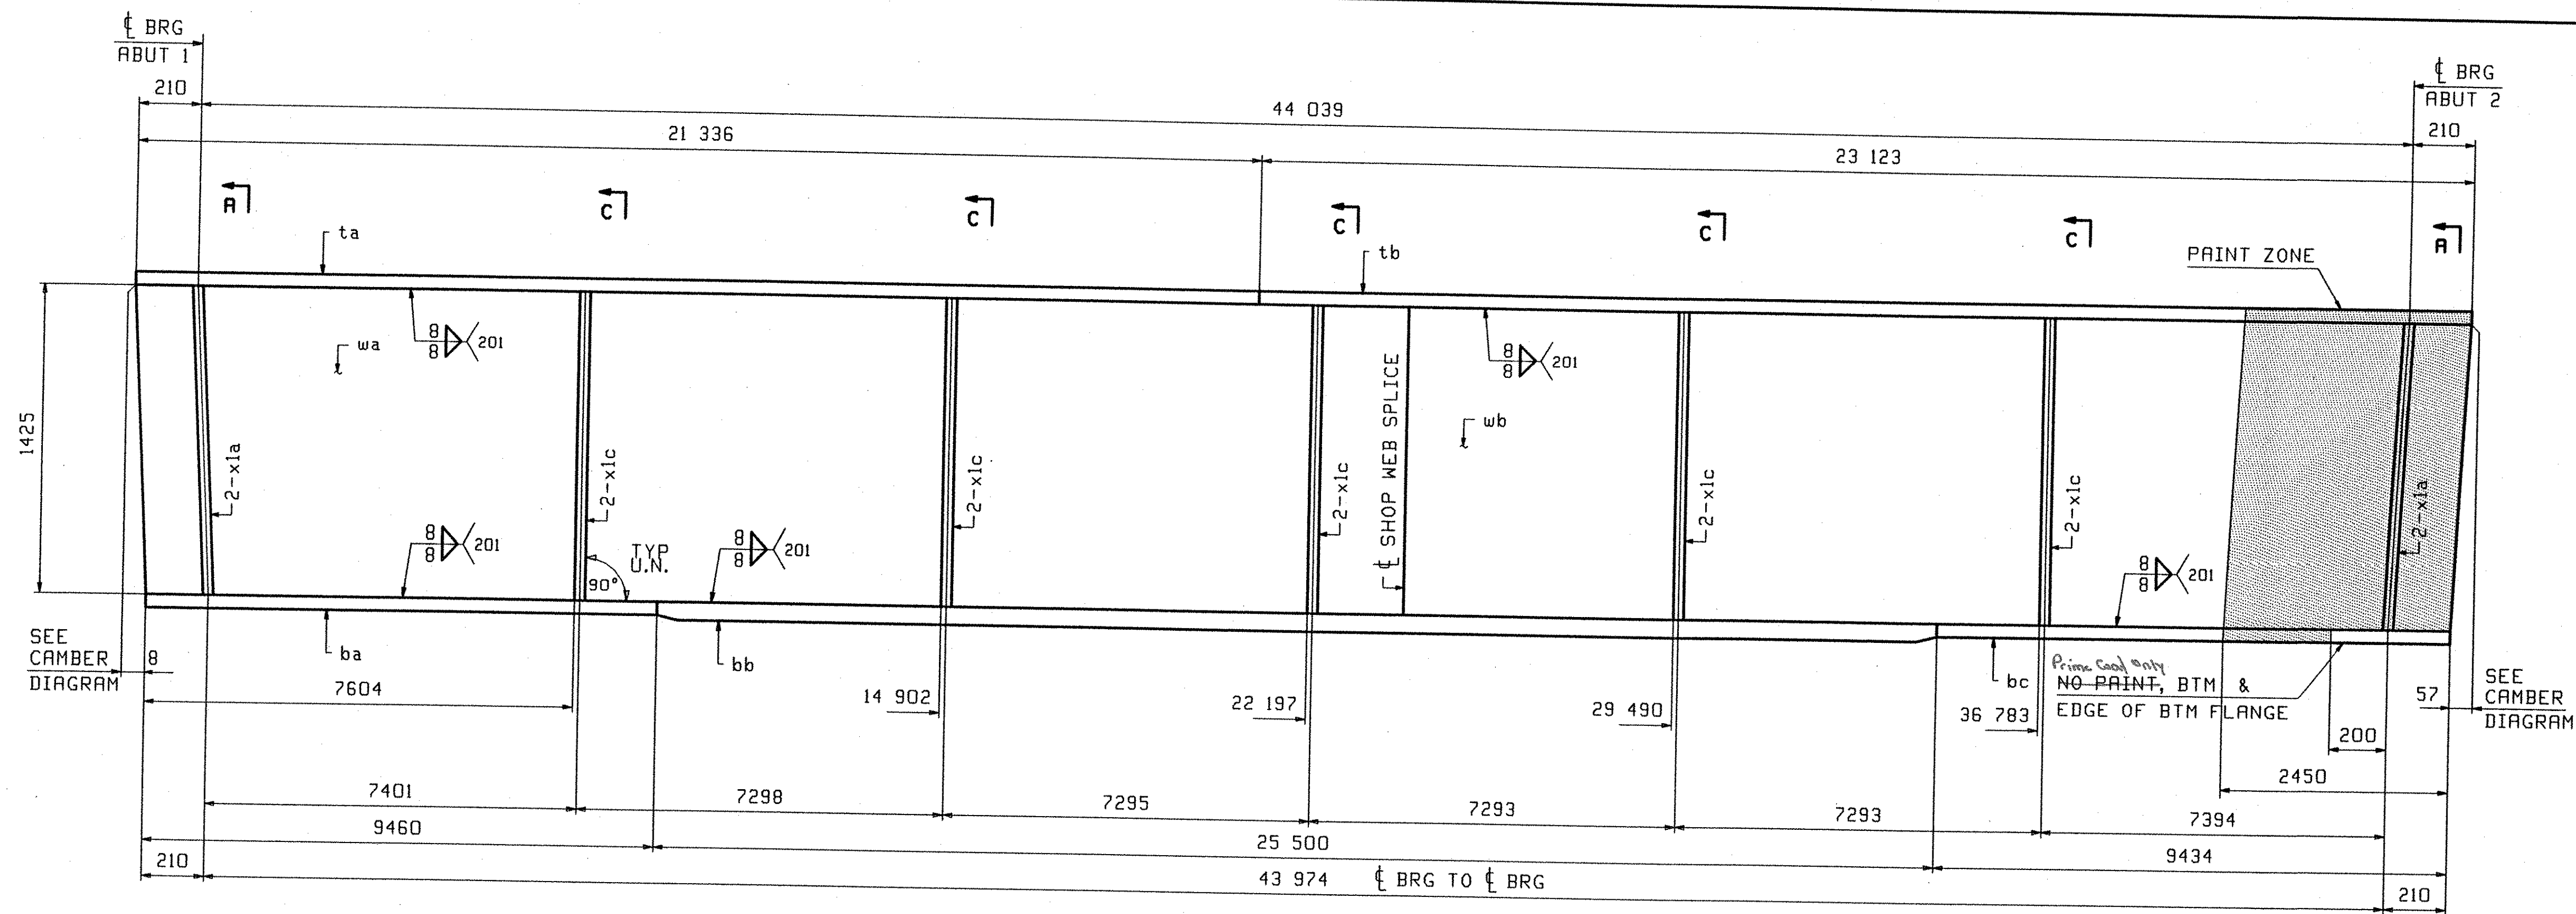 ℄ BRG
ABUT 1
℄ BRG
ABUT 2
210
44 039
210
21 336
23 123
A
C
C
C
C
C
A
ta
tb
PAINT ZONE
8
8
201
wa
8
8
201
wb
1425
2-x1a
2-x1c
2-x1c
2-x1c
℄ SHOP WEB SPLICE
2-x1c
2-x1c
2-x1a
8
8
201
TYP
U.N.
90°
8
8
201
8
8
201
SEE
CAMBER
DIAGRAM
8
ba
bb
bc
Prime Coat only
NO PAINT, BTM &
EDGE OF BTM FLANGE
57
SEE
CAMBER
DIAGRAM
7604
14 902
22 197
29 490
36 783
200
2450
7401
7298
7295
7293
7293
7394
9460
25 500
9434
210
43 974 ℄ BRG TO ℄ BRG
210